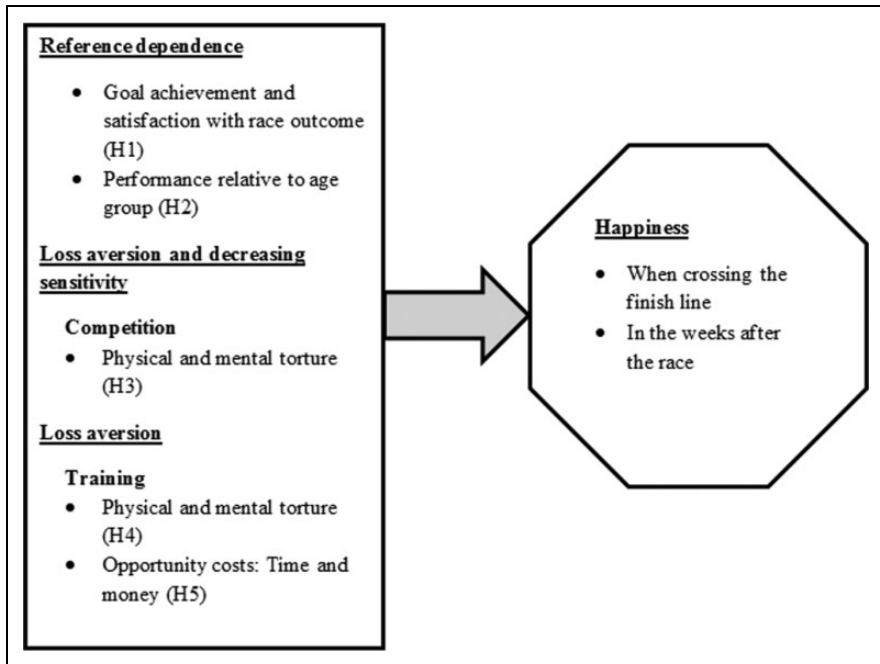 Reference dependence
• Goal achievement and
satisfaction with race outcome
(H1)
• Performance relative to age
group (H2)
Loss aversion and decreasing
sensitivity
Competition
• Physical and mental torture
(H3)
Loss aversion
Training
• Physical and mental torture
(H4)
• Opportunity costs: Time and
money (H5)
Happiness
• When crossing the
finish line
• In the weeks after
the race